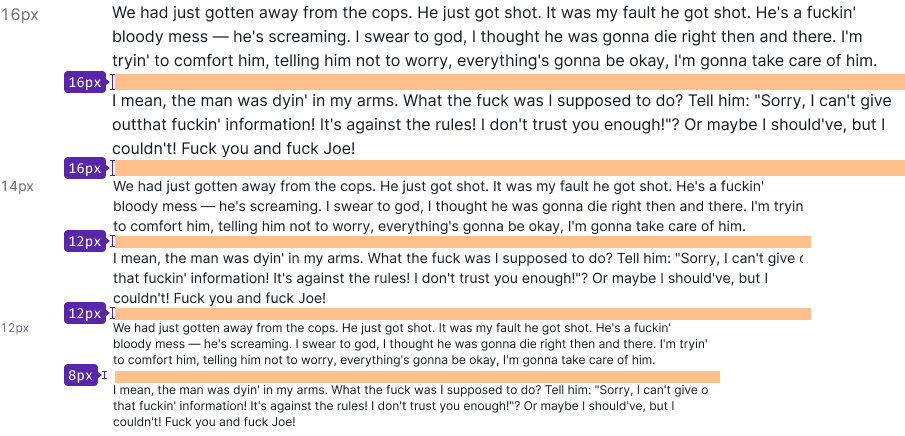 16px
We had just gotten away from the cops. He just got shot. It was my fault he got shot. He's a fuckin'
bloody mess — he's screaming. I swear to god, I thought he was gonna die right then and there. I'm
tryin' to comfort him, telling him not to worry, everything's gonna be okay, I'm gonna take care of him.
16px
I mean, the man was dyin' in my arms. What the fuck was I supposed to do? Tell him: "Sorry, I can't give
outthat fuckin' information! It's against the rules! I don't trust you enough!"? Or maybe I should've, but I
couldn't! Fuck you and fuck Joe!
16px
14px
We had just gotten away from the cops. He just got shot. It was my fault he got shot. He's a fuckin'
bloody mess — he's screaming. I swear to god, I thought he was gonna die right then and there. I'm tryin
to comfort him, telling him not to worry, everything's gonna be okay, I'm gonna take care of him.
12px
I mean, the man was dyin' in my arms. What the fuck was I supposed to do? Tell him: "Sorry, I can't give
that fuckin' information! It's against the rules! I don't trust you enough!"? Or maybe I should've, but I
couldn't! Fuck you and fuck Joe!
12px
12px
We had just gotten away from the cops. He just got shot. It was my fault he got shot. He's a fuckin'
bloody mess — he's screaming. I swear to god, I thought he was gonna die right then and there. I'm tryin'
to comfort him, telling him not to worry, everything's gonna be okay, I'm gonna take care of him.
8px
I mean, the man was dyin' in my arms. What the fuck was I supposed to do? Tell him: "Sorry, I can't give o
that fuckin' information! It's against the rules! I don't trust you enough!"? Or maybe I should've, but I
couldn't! Fuck you and fuck Joe!